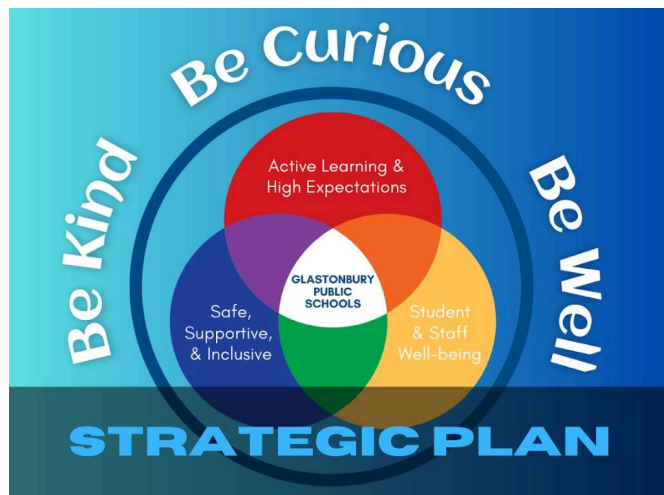 Be Kind
Be Curious
Be Well
Active Learning &
High Expectations
GLASTONBURY
PUBLIC
SCHOOLS
Safe,
Supportive,
& Inclusive
Student
& Staff
Well-being
STRATEGIC PLAN